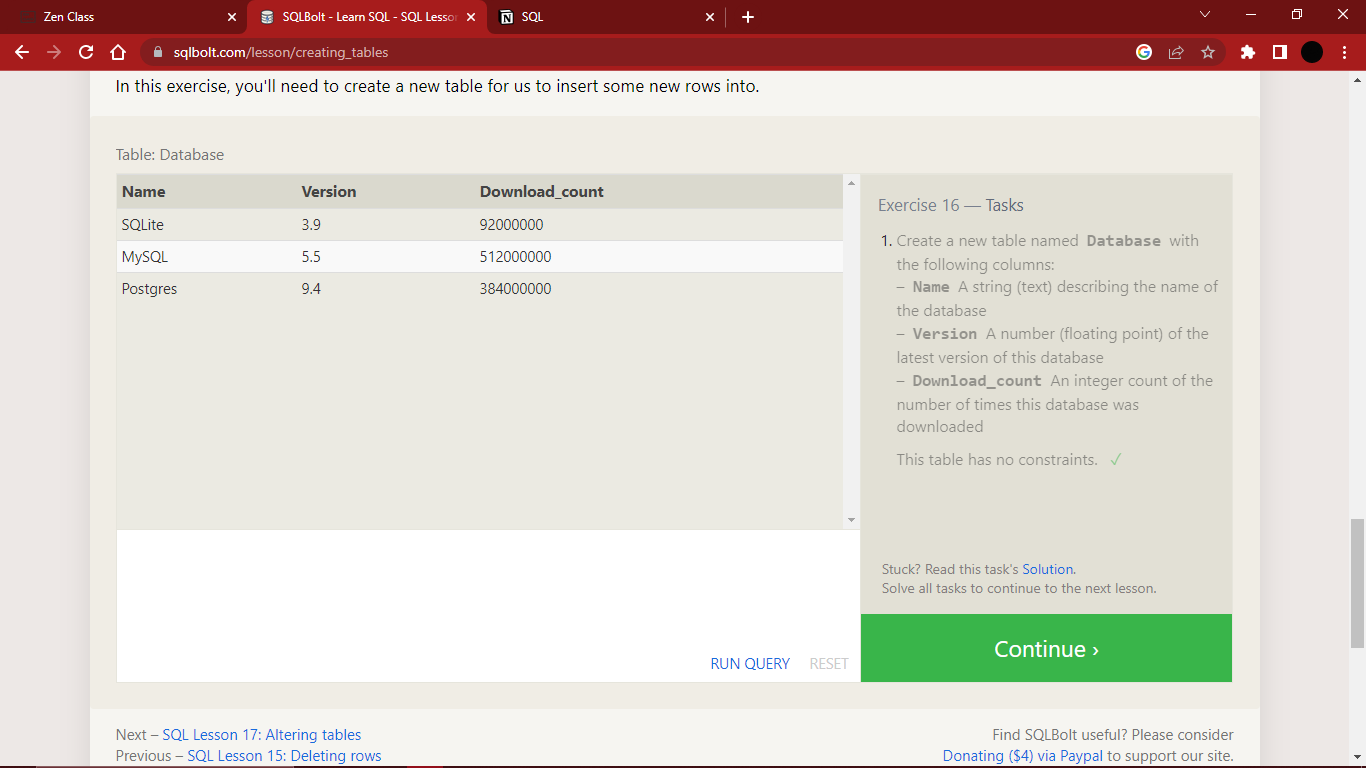 Zen Class
SQLBolt - Learn SQL - SQL Lesson
SQL
sqlbolt.com/lesson/creating_tables
In this exercise, you'll need to create a new table for us to insert some new rows into.
Table: Database
Name Version Download_count
SQLite 3.9 92000000
MySQL 5.5 512000000
Postgres 9.4 384000000
Exercise 16 — Tasks
1. Create a new table named Database with
the following columns:
– Name A string (text) describing the name of
the database
– Version A number (floating point) of the
latest version of this database
– Download_count An integer count of the
number of times this database was
downloaded
This table has no constraints. ✓
Stuck? Read this task's Solution.
Solve all tasks to continue to the next lesson.
RUN QUERY RESET
Continue ›
Next – SQL Lesson 17: Altering tables
Previous – SQL Lesson 15: Deleting rows
Find SQLBolt useful? Please consider
Donating ($4) via Paypal to support our site.